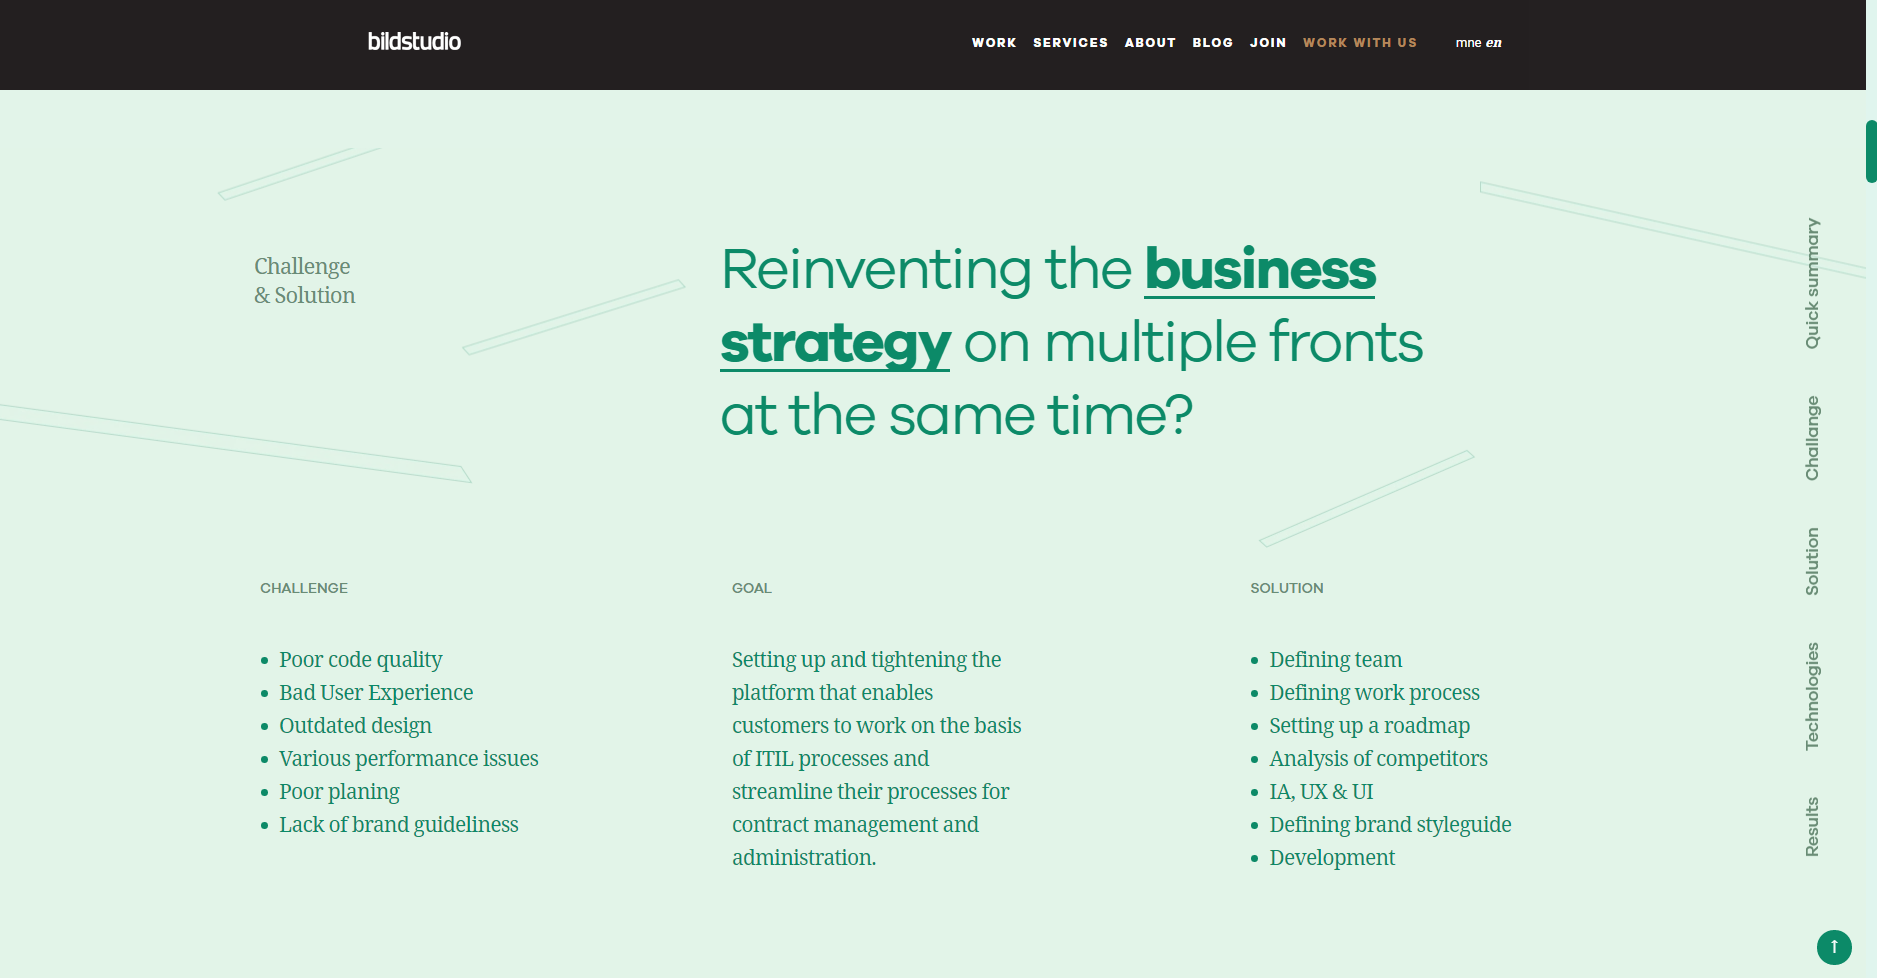 bildstudio
WORK SERVICES ABOUT BLOG JOIN WORK WITH US mne en
Challenge
& Solution
Reinventing the business
strategy on multiple fronts
at the same time?
CHALLENGE
Poor code quality
Bad User Experience
Outdated design
Various performance issues
Poor planing
Lack of brand guideliness
GOAL
Setting up and tightening the
platform that enables
customers to work on the basis
of ITIL processes and
streamline their processes for
contract management and
administration.
SOLUTION
Defining team
Defining work process
Setting up a roadmap
Analysis of competitors
IA, UX & UI
Defining brand styleguide
Development
Quick summary
Challange
Solution
Technologies
Results